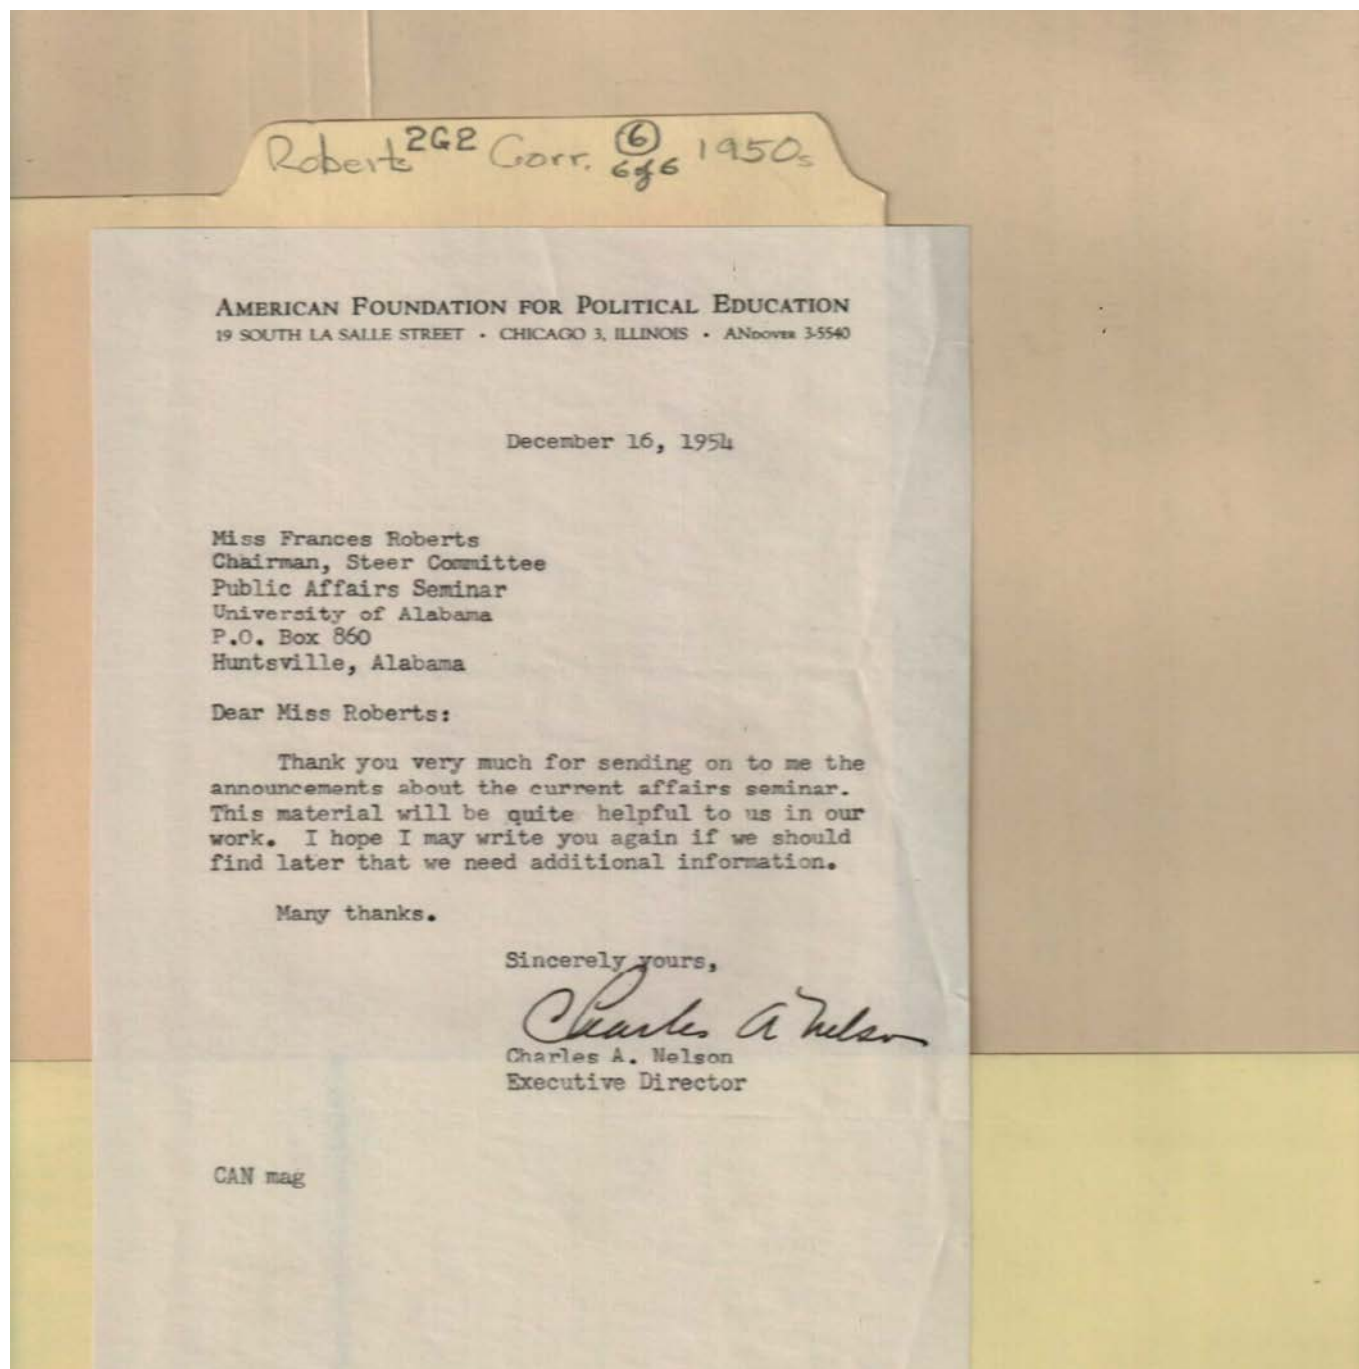 Roberts 2G2 Corr. 6 1950s
6 of 6
AMERICAN FOUNDATION FOR POLITICAL EDUCATION
19 SOUTH LA SALLE STREET • CHICAGO 3, ILLINOIS • ANDOVER 3-5540
December 16, 1954
Miss Frances Roberts
Chairman, Steer Committee
Public Affairs Seminar
University of Alabama
P.O. Box 860
Huntsville, Alabama
Dear Miss Roberts:
Thank you very much for sending on to me the
announcements about the current affairs seminar.
This material will be quite helpful to us in our
work. I hope I may write you again if we should
find later that we need additional information.
Many thanks.
Sincerely yours,
Charles A Nelson
Charles A. Nelson
Executive Director
CAN mag